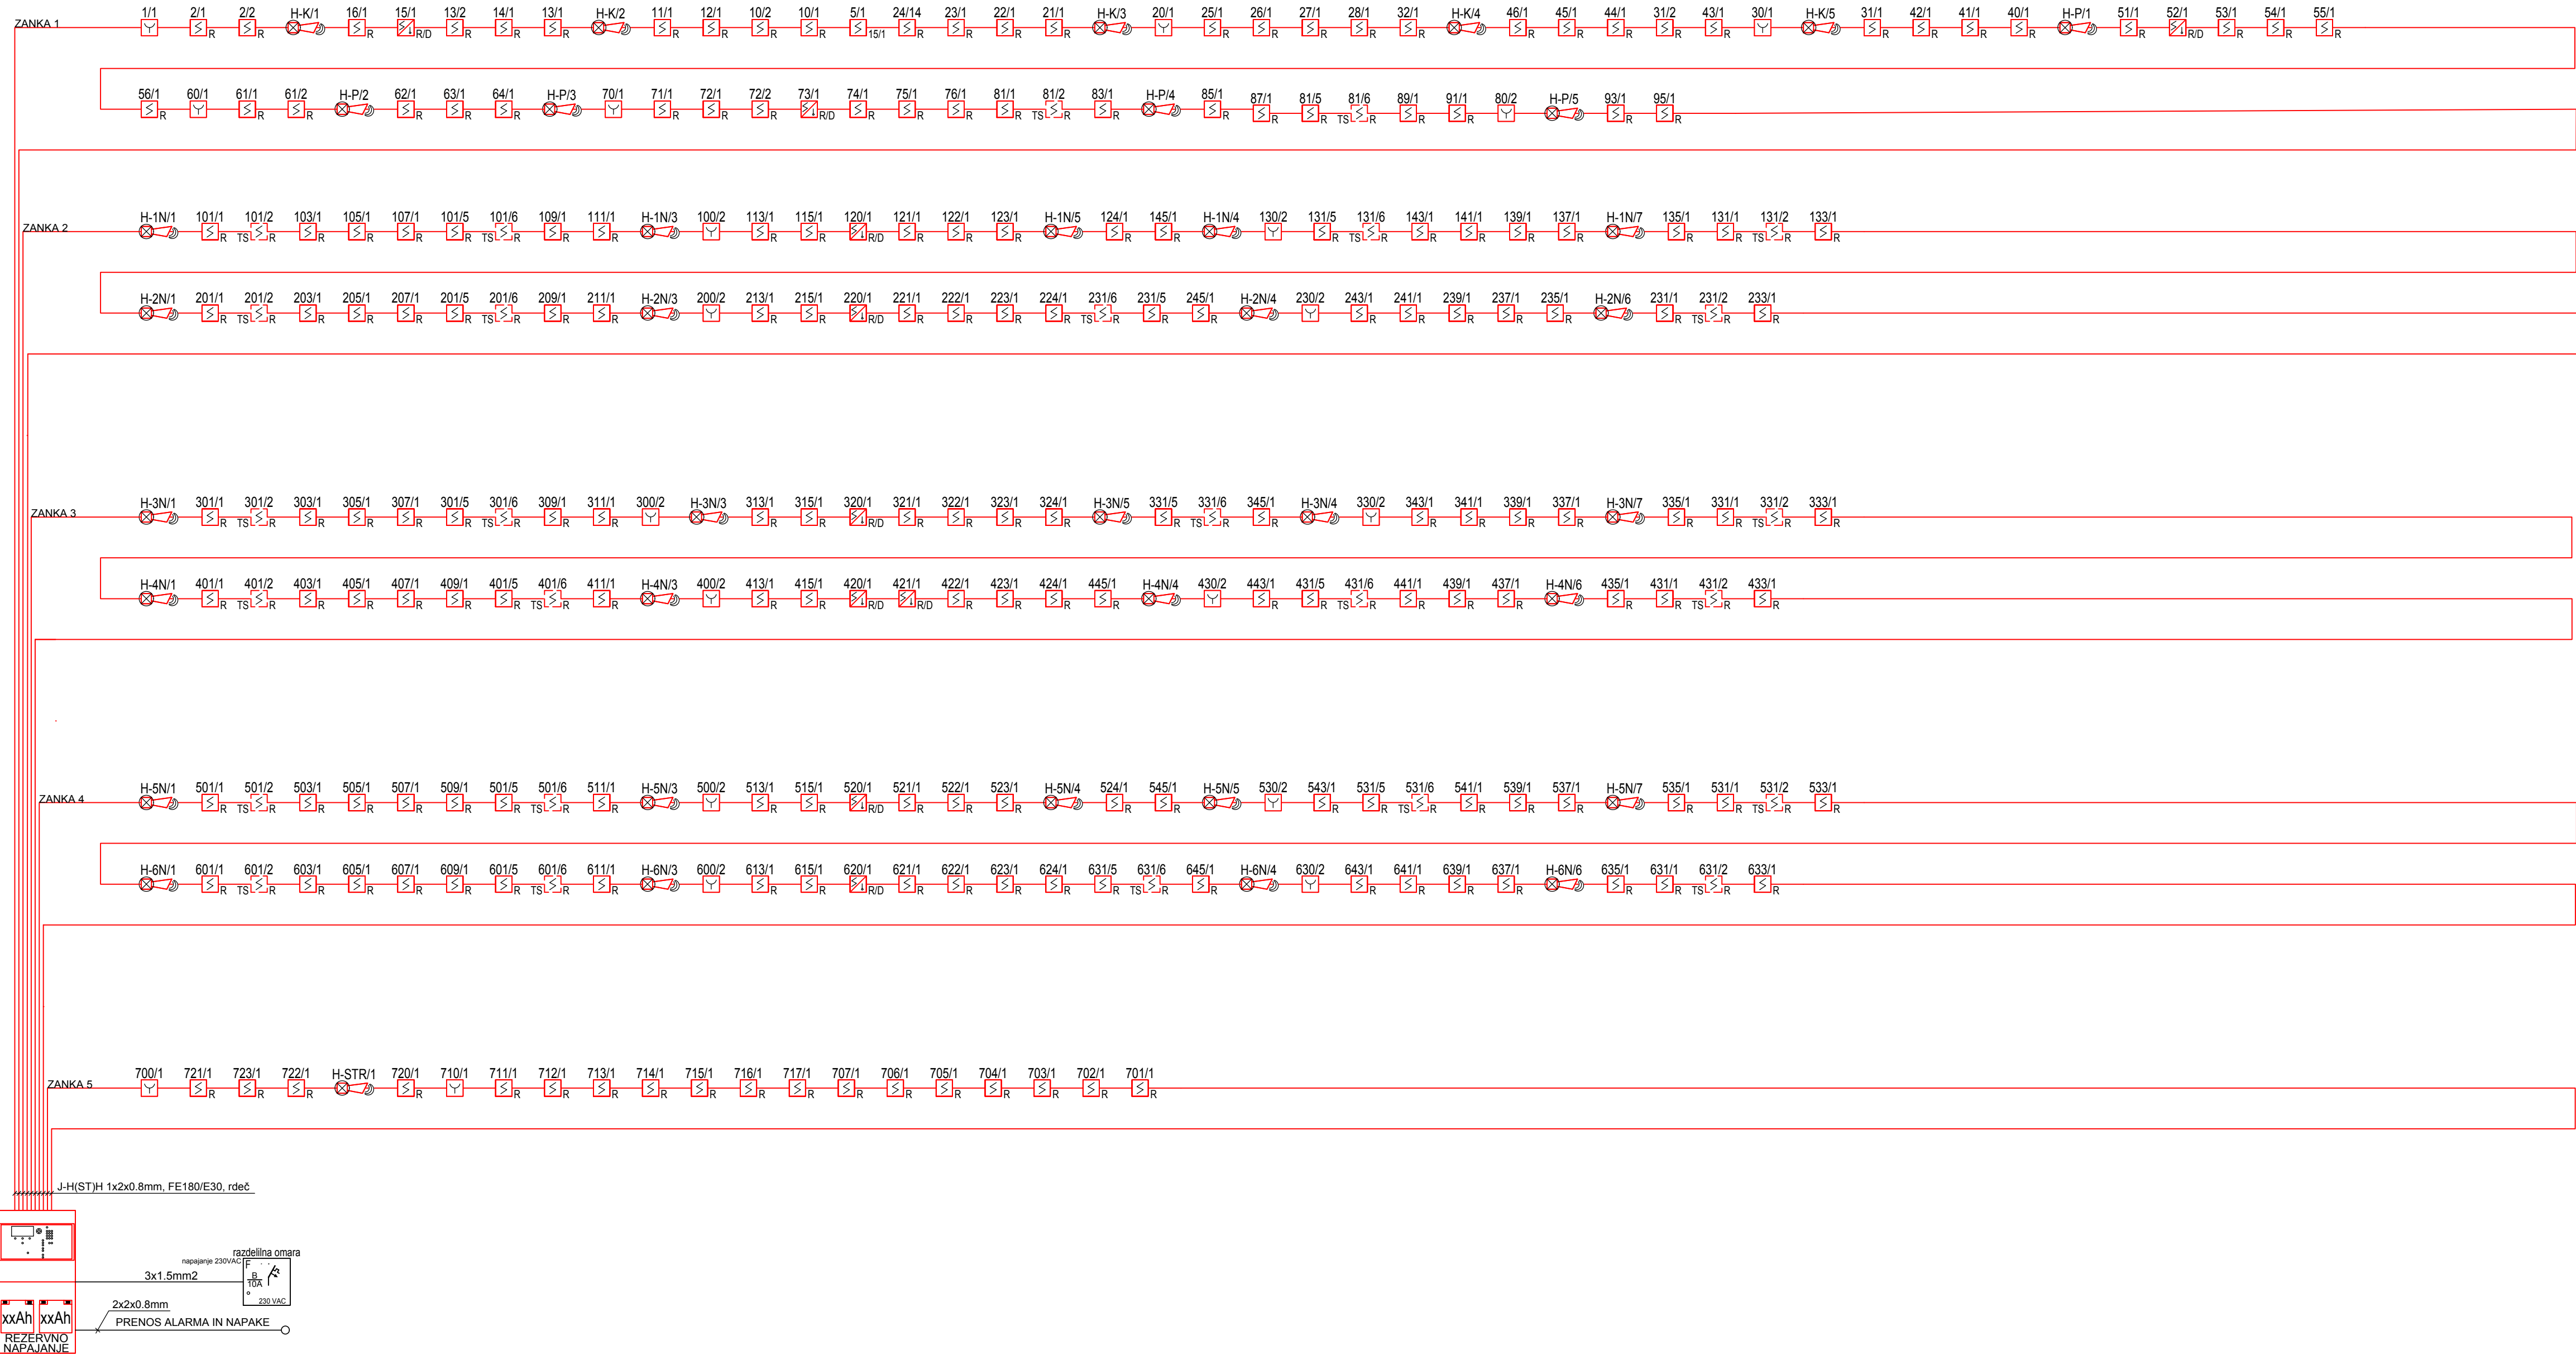 1/1 2/1 2/2 H-K/1 16/1 15/1 13/2 14/1 13/1 H-K/2 11/1 12/1 10/2 10/1 5/1 24/14 23/1 22/1 21/1 H-K/3 20/1 25/1 26/1 27/1 28/1 32/1 H-K/4 46/1 45/1 44/1 31/2 43/1 30/1 H-K/5 31/1 42/1 41/1 40/1 H-P/1 51/1 52/1 53/1 54/1 55/1
ZANKA 1
R R R R/D R R R R R R R 15/1 R R R R R R R R R R R R R R R R R R R R R/D R R R
56/1 60/1 61/1 61/2 H-P/2 62/1 63/1 64/1 H-P/3 70/1 71/1 72/1 72/2 73/1 74/1 75/1 76/1 81/1 81/2 83/1 H-P/4 85/1 87/1 81/5 81/6 89/1 91/1 80/2 H-P/5 93/1 95/1
R R R R R R R R R R/D R R R R TS R R R R R TS R R R R R
H-1N/1 101/1 101/2 103/1 105/1 107/1 101/5 101/6 109/1 111/1 H-1N/3 100/2 113/1 115/1 120/1 121/1 122/1 123/1 H-1N/5 124/1 145/1 H-1N/4 130/2 131/5 131/6 143/1 141/1 139/1 137/1 H-1N/7 135/1 131/1 131/2 133/1
ZANKA 2
R TS R R R R R TS R R R R R R/D R R R R R R TS R R R R R R R TS R R
H-2N/1 201/1 201/2 203/1 205/1 207/1 201/5 201/6 209/1 211/1 H-2N/3 200/2 213/1 215/1 220/1 221/1 222/1 223/1 224/1 231/6 231/5 245/1 H-2N/4 230/2 243/1 241/1 239/1 237/1 235/1 H-2N/6 231/1 231/2 233/1
R TS R R R R R TS R R R R R R/D R R R R TS R R R R R R R R R TS R R
H-3N/1 301/1 301/2 303/1 305/1 307/1 301/5 301/6 309/1 311/1 300/2 H-3N/3 313/1 315/1 320/1 321/1 322/1 323/1 324/1 H-3N/5 331/5 331/6 345/1 H-3N/4 330/2 343/1 341/1 339/1 337/1 H-3N/7 335/1 331/1 331/2 333/1
ZANKA 3
R TS R R R R R TS R R R R R R/D R R R R R TS R R R R R R R R TS R R
H-4N/1 401/1 401/2 403/1 405/1 407/1 409/1 401/5 401/6 411/1 H-4N/3 400/2 413/1 415/1 420/1 421/1 422/1 423/1 424/1 445/1 H-4N/4 430/2 443/1 431/5 431/6 441/1 439/1 437/1 H-4N/6 435/1 431/1 431/2 433/1
R TS R R R R R R TS R R R R R/D R/D R R R R R R TS R R R R R R TS R R
H-5N/1 501/1 501/2 503/1 505/1 507/1 509/1 501/5 501/6 511/1 H-5N/3 500/2 513/1 515/1 520/1 521/1 522/1 523/1 H-5N/4 524/1 545/1 H-5N/5 530/2 543/1 531/5 531/6 541/1 539/1 537/1 H-5N/7 535/1 531/1 531/2 533/1
ZANKA 4
R TS R R R R R R TS R R R R R/D R R R R R R R TS R R R R R R TS R R
H-6N/1 601/1 601/2 603/1 605/1 607/1 609/1 601/5 601/6 611/1 H-6N/3 600/2 613/1 615/1 620/1 621/1 622/1 623/1 624/1 631/5 631/6 645/1 H-6N/4 630/2 643/1 641/1 639/1 637/1 H-6N/6 635/1 631/1 631/2 633/1
R TS R R R R R R TS R R R R R/D R R R R R TS R R R R R R R R TS R R
700/1 721/1 723/1 722/1 H-STR/1 720/1 710/1 711/1 712/1 713/1 714/1 715/1 716/1 717/1 707/1 706/1 705/1 704/1 703/1 702/1 701/1
ZANKA 5
R R R R R R R R R R R R R R R R R R
J-H(ST)H 1x2x0.8mm, FE180/E30, rdeč
razdelilna omara
napajanje 230VAC
F
3x1.5mm2
B
10A
230 VAC
2x2x0.8mm
xxAh xxAh
PRENOS ALARMA IN NAPAKE
REZERVNO
NAPAJANJE